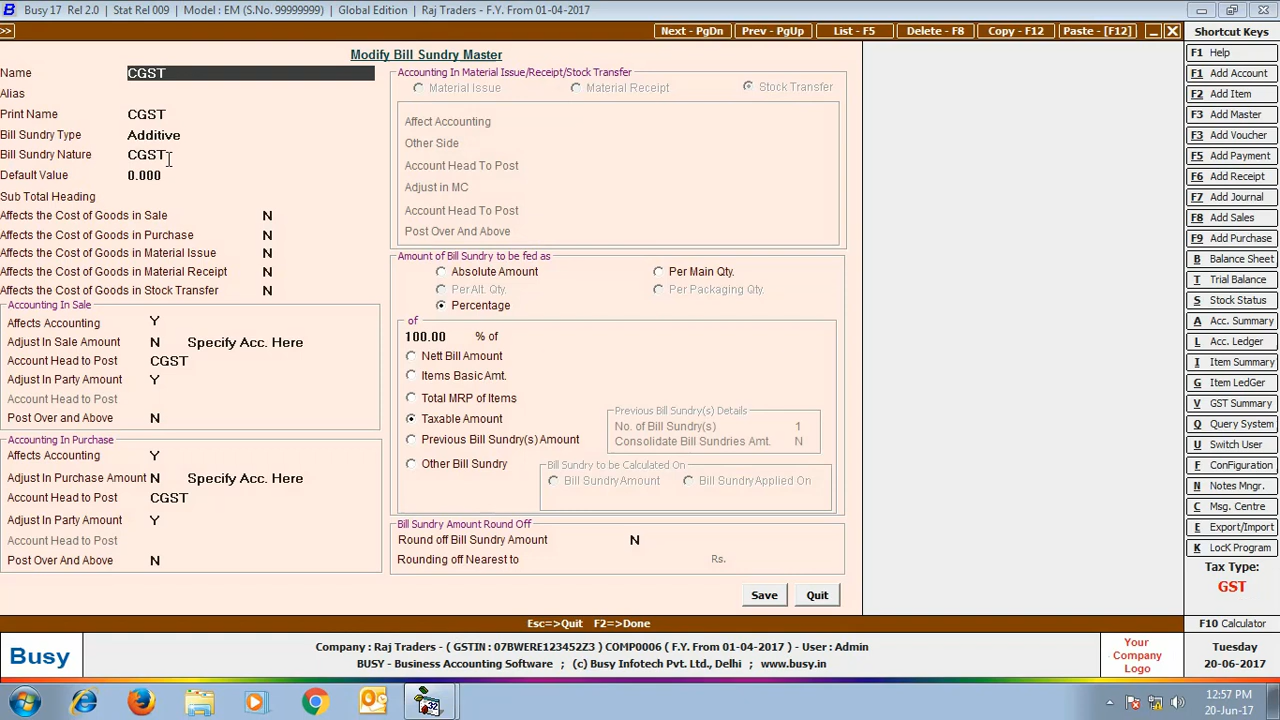 Busy 17 Rel 2.0 | Stat Rel 009 | Model : EM (S.No. 99999999) | Global Edition | Raj Traders - F.Y. From 01-04-2017 |
>> Next - PgDn Prev - PgUp List - F5 Delete - F8 Copy - F12 Paste - [F12]
Modify Bill Sundry Master
Name CGST
Alias
Print Name CGST
Bill Sundry Type Additive
Bill Sundry Nature CGST
Default Value 0.000
Sub Total Heading
Affects the Cost of Goods in Sale N
Affects the Cost of Goods in Purchase N
Affects the Cost of Goods in Material Issue N
Affects the Cost of Goods in Material Receipt N
Affects the Cost of Goods in Stock Transfer N
Accounting In Sale
Affects Accounting Y
Adjust In Sale Amount N Specify Acc. Here
Account Head to Post CGST
Adjust In Party Amount Y
Account Head to Post
Post Over and Above N
Accounting In Purchase
Affects Accounting Y
Adjust In Purchase Amount N Specify Acc. Here
Account Head to Post CGST
Adjust In Party Amount Y
Account Head to Post
Post Over And Above N
Accounting In Material Issue/Receipt/Stock Transfer
Material Issue Material Receipt Stock Transfer
Affect Accounting
Other Side
Account Head To Post
Adjust in MC
Account Head To Post
Post Over And Above
Amount of Bill Sundry to be fed as
Absolute Amount Per Main Qty.
Per Alt. Qty. Per Packaging Qty.
Percentage
of
100.00 % of
Nett Bill Amount
Items Basic Amt.
Total MRP of Items
Taxable Amount
Previous Bill Sundry(s) Amount
Other Bill Sundry
Previous Bill Sundry(s) Details
No. of Bill Sundry(s) 1
Consolidate Bill Sundries Amt. N
Bill Sundry to be Calculated On
Bill Sundry Amount Bill Sundry Applied On
Bill Sundry Amount Round Off
Round off Bill Sundry Amount N
Rounding off Nearest to Rs.
Save Quit
Shortcut Keys
F1 Help
F1 Add Account
F2 Add Item
F3 Add Master
F3 Add Voucher
F5 Add Payment
F6 Add Receipt
F7 Add Journal
F8 Add Sales
F9 Add Purchase
B Balance Sheet
T Trial Balance
S Stock Status
A Acc. Summary
L Acc. Ledger
I Item Summary
G Item LedGer
V GST Summary
Q Query System
U Switch User
F Configuration
N Notes Mngr.
C Msg. Centre
E Export/Import
K LocK Program
Tax Type:
GST
Esc=>Quit F2=>Done
F10 Calculator
Busy
Company : Raj Traders - ( GSTIN : 07BWERE123452Z3 ) COMP0006 ( F.Y. From 01-04-2017 ) - User : Admin
BUSY - Business Accounting Software ; (c) Busy Infotech Pvt. Ltd., Delhi ; www.busy.in
Your
Company
Logo
Tuesday
20-06-2017
32
12:57 PM
20-Jun-17